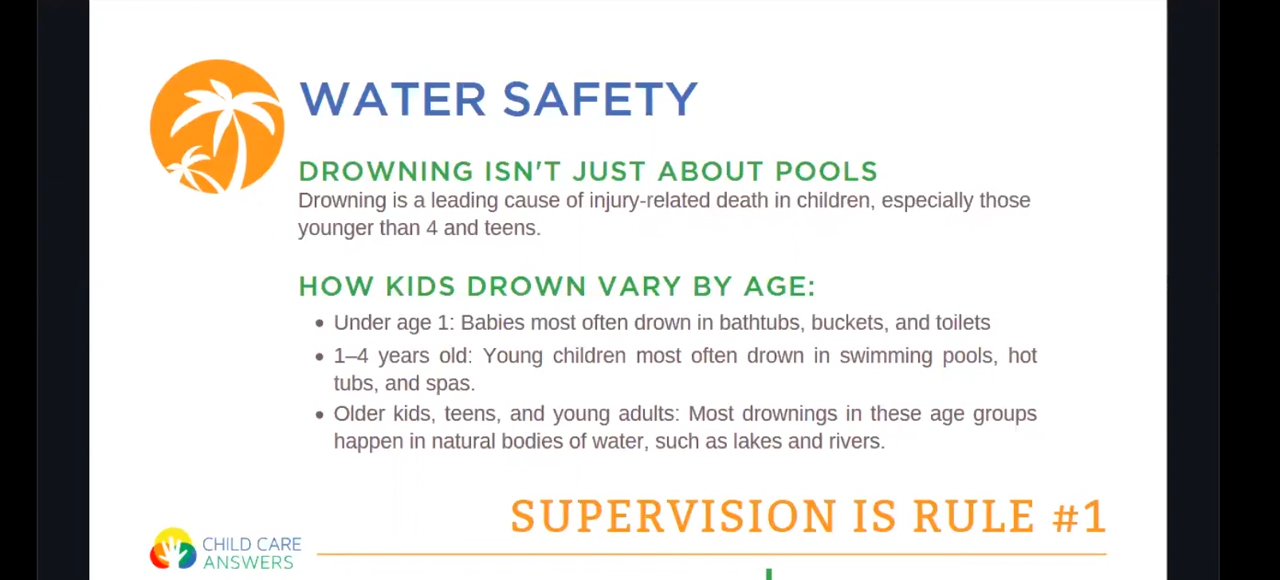 WATER SAFETY
DROWNING ISN'T JUST ABOUT POOLS
Drowning is a leading cause of injury-related death in children, especially those
younger than 4 and teens.
HOW KIDS DROWN VARY BY AGE:
• Under age 1: Babies most often drown in bathtubs, buckets, and toilets
• 1–4 years old: Young children most often drown in swimming pools, hot
tubs, and spas.
• Older kids, teens, and young adults: Most drownings in these age groups
happen in natural bodies of water, such as lakes and rivers.
SUPERVISION IS RULE #1
CHILD CARE
ANSWERS